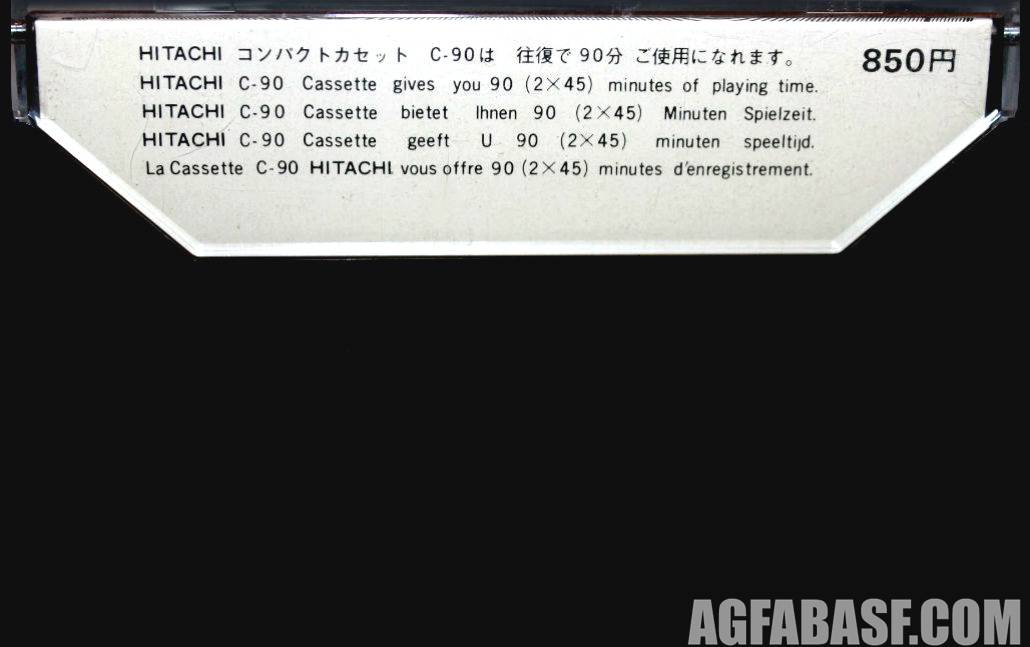 HITACHI コンパクトカセット C-90は 往復で 90分 ご使用になれます。 850円
HITACHI C-90 Cassette gives you 90 (2×45) minutes of playing time.
HITACHI C-90 Cassette bietet Ihnen 90 (2×45) Minuten Spielzeit.
HITACHI C-90 Cassette geeft U 90 (2×45) minuten speeltijd.
La Cassette C-90 HITACHI vous offre 90 (2×45) minutes d'enregistrement.
AGFABASF.COM